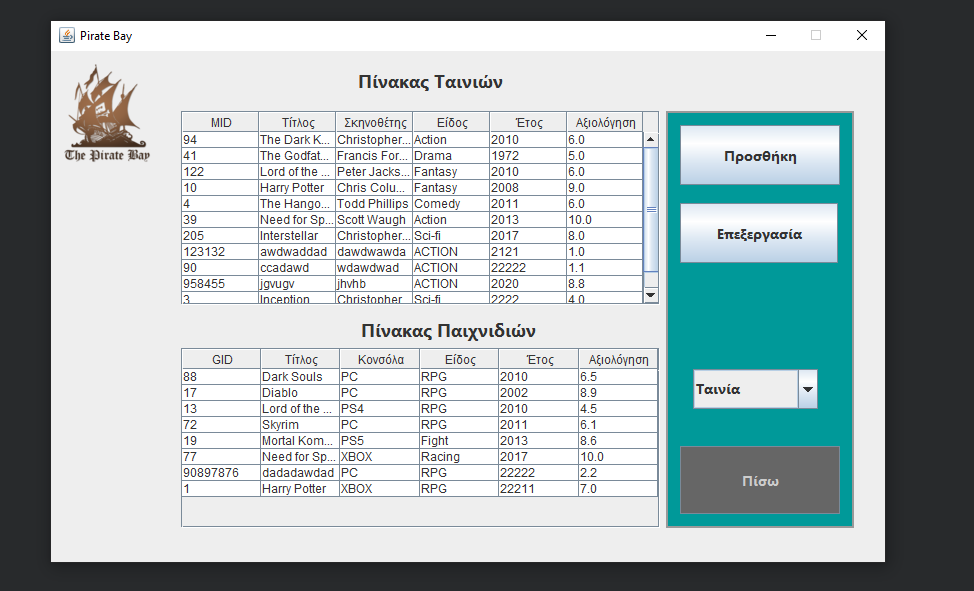 Pirate Bay
The Pirate Bay
Πίνακας Ταινιών
MID Τίτλος Σκηνοθέτης Είδος Έτος Αξιολόγηση
94 The Dark K... Christopher... Action 2010 6.0
41 The Godfat... Francis For... Drama 1972 5.0
122 Lord of the ... Peter Jacks... Fantasy 2010 6.0
10 Harry Potter Chris Colu... Fantasy 2008 9.0
4 The Hango... Todd Phillips Comedy 2011 6.0
39 Need for Sp... Scott Waugh Action 2013 10.0
205 Interstellar Christopher... Sci-fi 2017 8.0
123132 awdwaddad dawdwawda ACTION 2121 1.0
90 ccadawd wdawdwad ACTION 22222 1.1
958455 jgvugv jhvhb ACTION 2020 8.8
3 Inception Christopher Sci-fi 2222 4.0
Πίνακας Παιχνιδιών
GID Τίτλος Κονσόλα Είδος Έτος Αξιολόγηση
88 Dark Souls PC RPG 2010 6.5
17 Diablo PC RPG 2002 8.9
13 Lord of the ... PS4 RPG 2010 4.5
72 Skyrim PC RPG 2011 6.1
19 Mortal Kom... PS5 Fight 2013 8.6
77 Need for Sp... XBOX Racing 2017 10.0
90897876 dadadawdad PC RPG 22222 2.2
1 Harry Potter XBOX RPG 22211 7.0
Προσθήκη
Επεξεργασία
Ταινία
Πίσω